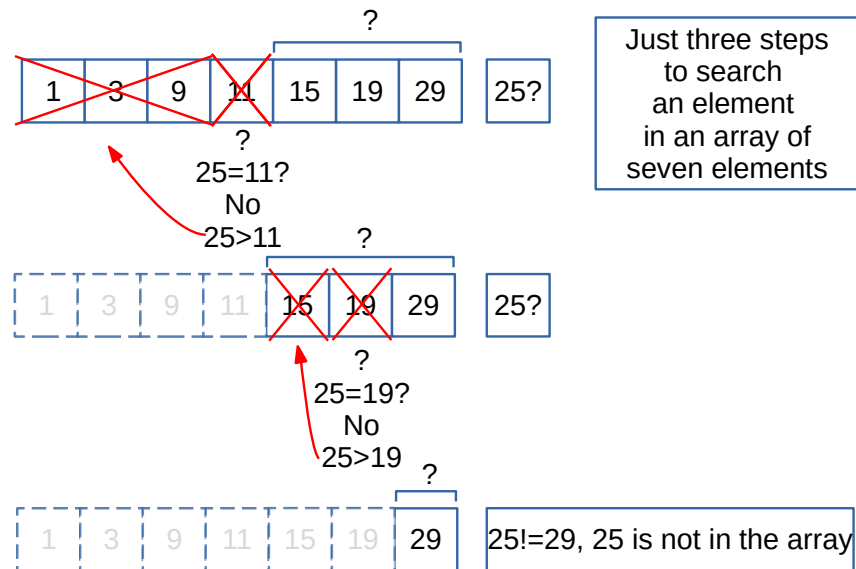 ?
1 3 9 11 15 19 29 25?
Just three steps
to search
an element
in an array of
seven elements
?
25=11?
No
25>11
?
1 3 9 11 15 19 29 25?
?
25=19?
No
25>19
?
1 3 9 11 15 19 29 25!=29, 25 is not in the array